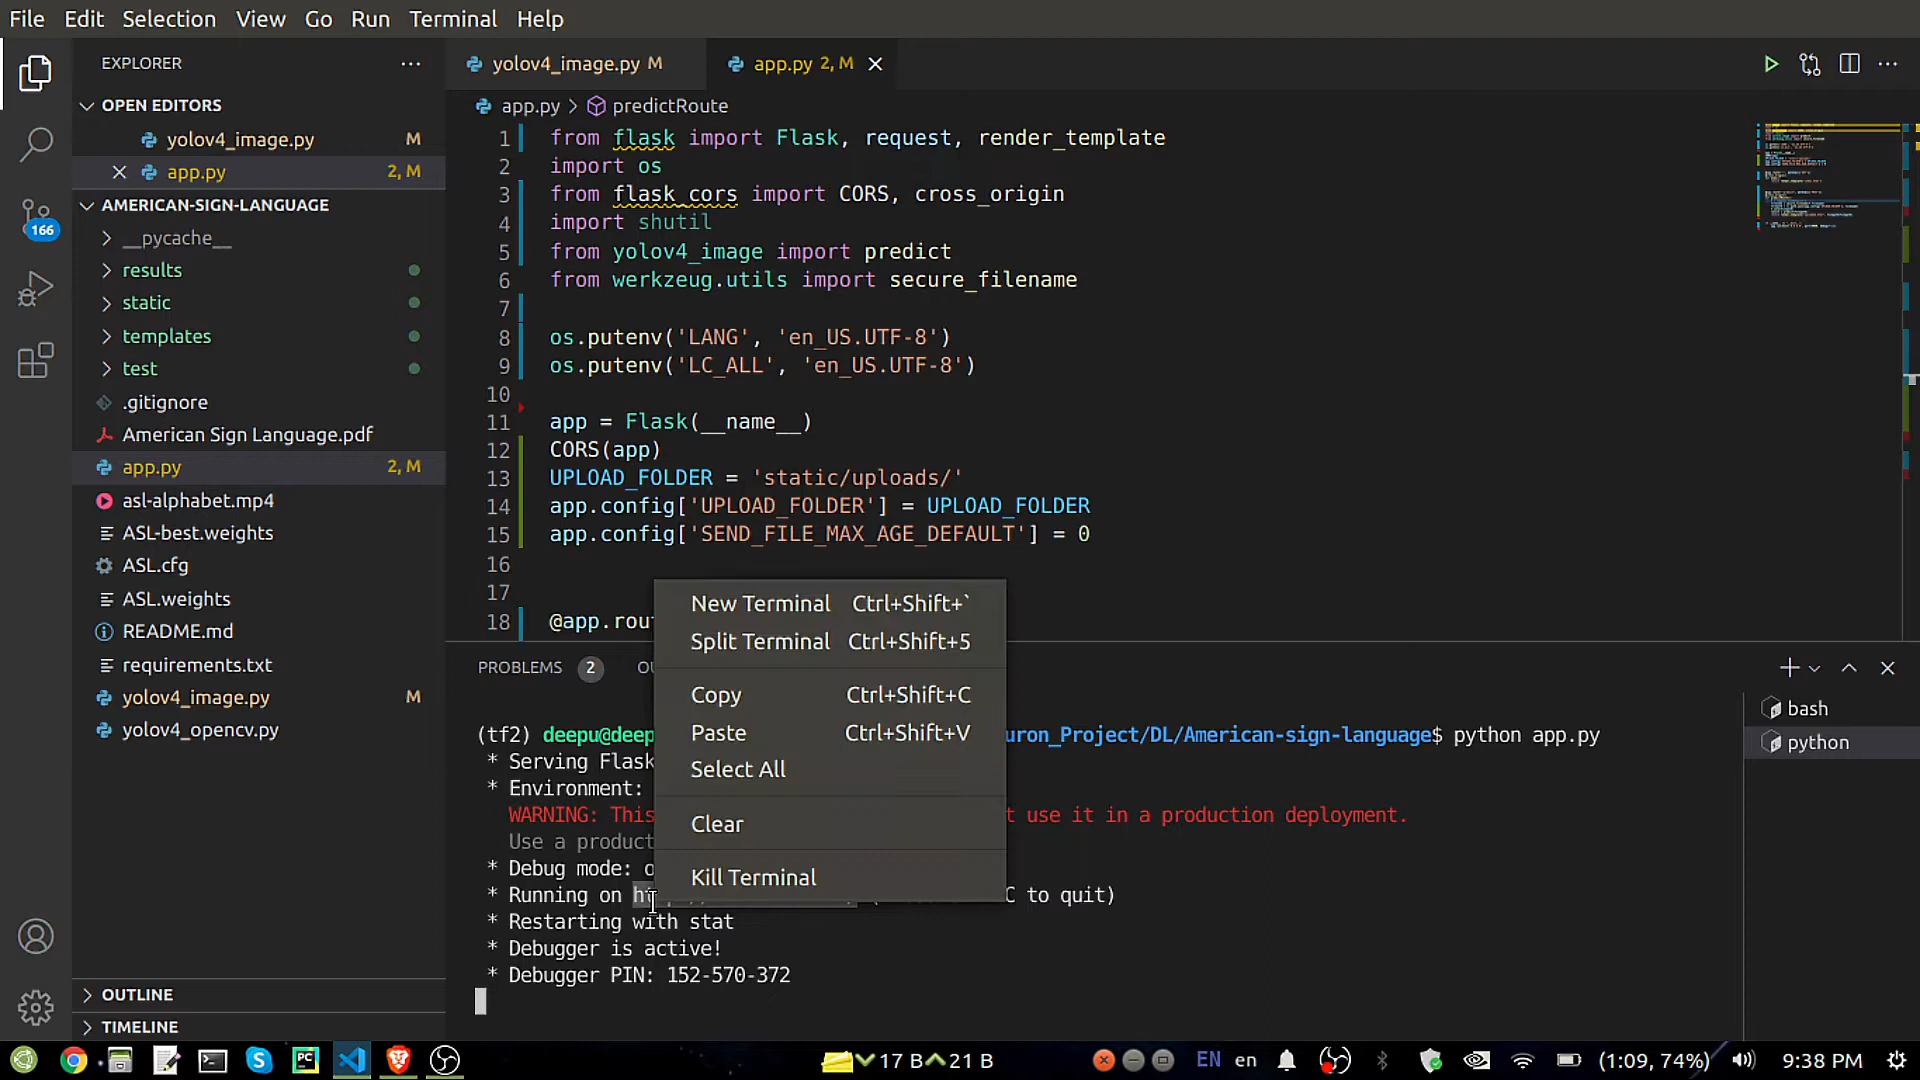 File Edit Selection View Go Run Terminal Help
EXPLORER
OPEN EDITORS
yolov4_image.py M
app.py 2, M
AMERICAN-SIGN-LANGUAGE
__pycache__
results
static
templates
test
.gitignore
American Sign Language.pdf
app.py 2, M
asl-alphabet.mp4
ASL-best.weights
ASL.cfg
ASL.weights
README.md
requirements.txt
yolov4_image.py M
yolov4_opencv.py
OUTLINE
TIMELINE
166
yolov4_image.py M app.py 2, M
app.py > predictRoute
1 from flask import Flask, request, render_template
2 import os
3 from flask_cors import CORS, cross_origin
4 import shutil
5 from yolov4_image import predict
6 from werkzeug.utils import secure_filename
7
8 os.putenv('LANG', 'en_US.UTF-8')
9 os.putenv('LC_ALL', 'en_US.UTF-8')
10
11 app = Flask(__name__)
12 CORS(app)
13 UPLOAD_FOLDER = 'static/uploads/'
14 app.config['UPLOAD_FOLDER'] = UPLOAD_FOLDER
15 app.config['SEND_FILE_MAX_AGE_DEFAULT'] = 0
16
17
18 @app.rout
New Terminal Ctrl+Shift+`
Split Terminal Ctrl+Shift+5
Copy Ctrl+Shift+C
Paste Ctrl+Shift+V
Select All
Clear
Kill Terminal
PROBLEMS 2 OU
bash
python
(tf2) deepu@deep uron_Project/DL/American-sign-language$ python app.py
* Serving Flask
* Environment:
WARNING: This t use it in a production deployment.
Use a product
* Debug mode: o
* Running on C to quit)
* Restarting with stat
* Debugger is active!
* Debugger PIN: 152-570-372
17 B 21 B EN en (1:09, 74%) 9:38 PM